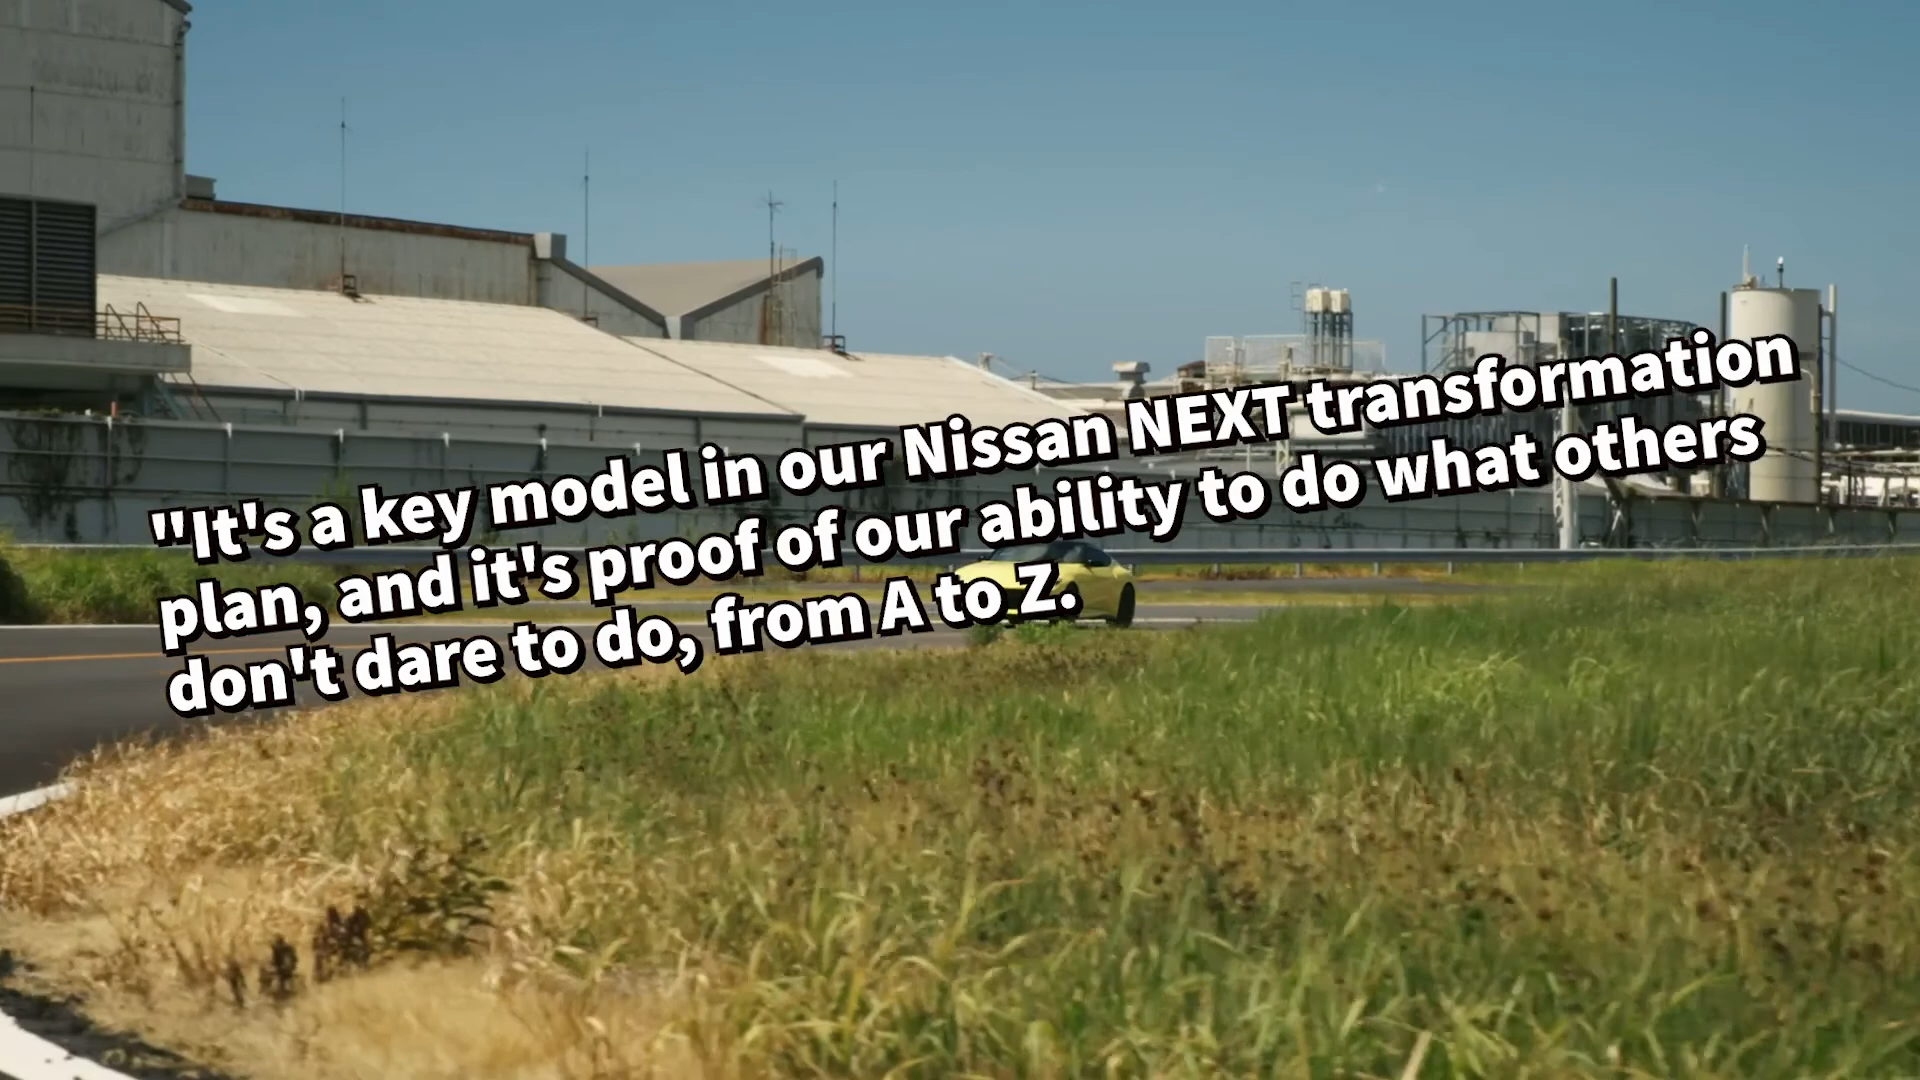 "It's a key model in our Nissan NEXT transformation
plan, and it's proof of our ability to do what others
don't dare to do, from A to Z.